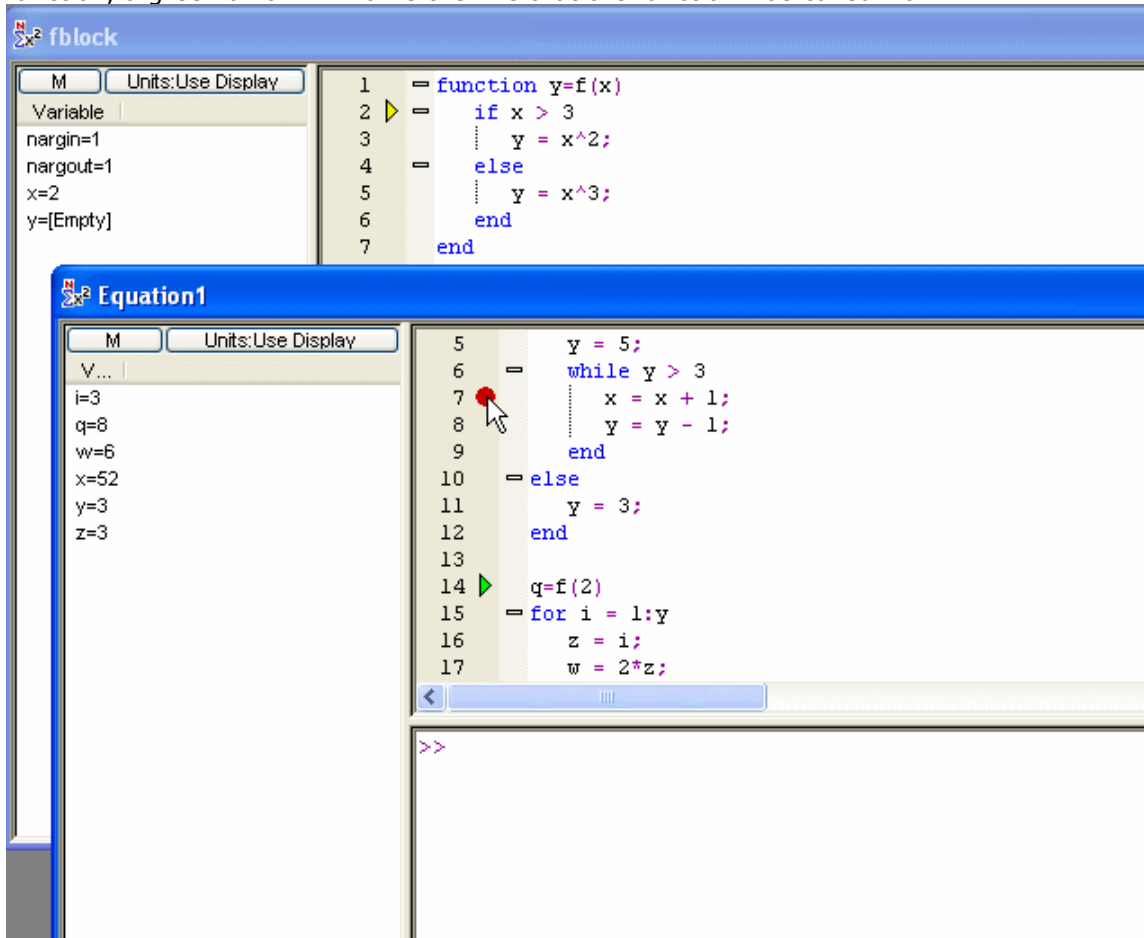 fblock
M Units:Use Display
Variable
nargin=1
nargout=1
x=2
y=[Empty]
1 function y=f(x)
2 if x > 3
3 y = x^2;
4 else
5 y = x^3;
6 end
7 end
Equation1
M Units:Use Display
V...
i=3
q=8
w=6
x=52
y=3
z=3
5 y = 5;
6 while y > 3
7 x = x + 1;
8 y = y - 1;
9 end
10 else
11 y = 3;
12 end
13
14 q=f(2)
15 for i = 1:y
16 z = i;
17 w = 2*z;
>>